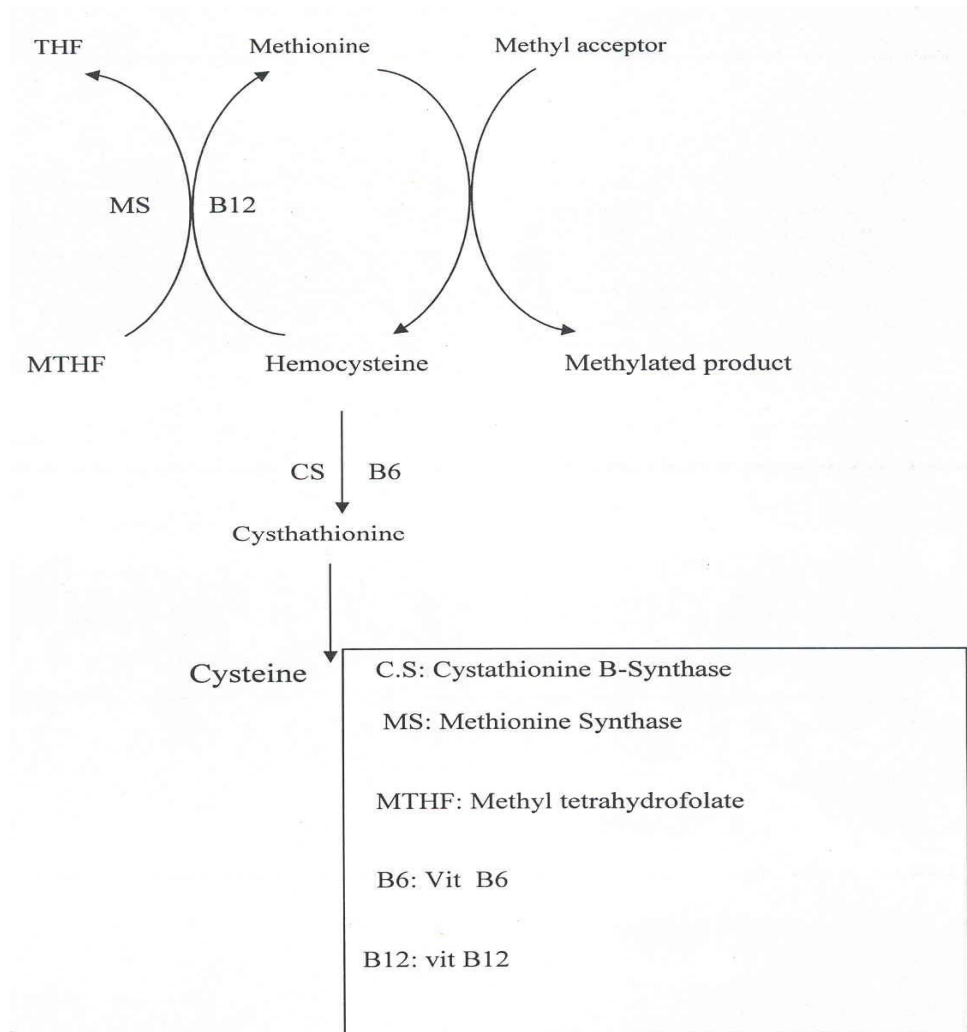 THF Methionine Methyl acceptor
MS B12
MTHF Hemocysteine Methylated product
CS B6
Cysthathionine
Cysteine
C.S: Cystathionine B-Synthase
MS: Methionine Synthase
MTHF: Methyl tetrahydrofolate
B6: Vit B6
B12: vit B12